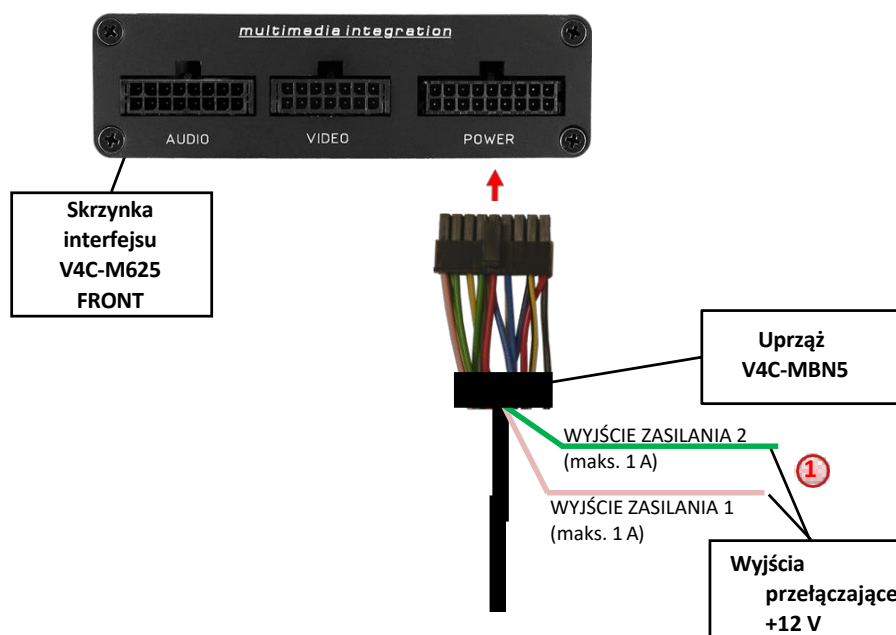 multimedia integration
AUDIO
VIDEO
POWER
Skrzynka
interfejsu
V4C-M625
FRONT
Uprząż
V4C-MBN5
WYJŚCIE ZASILANIA 2
(maks. 1 A)
1
WYJŚCIE ZASILANIA 1
(maks. 1 A)
Wyjścia
przełączające
+12 V